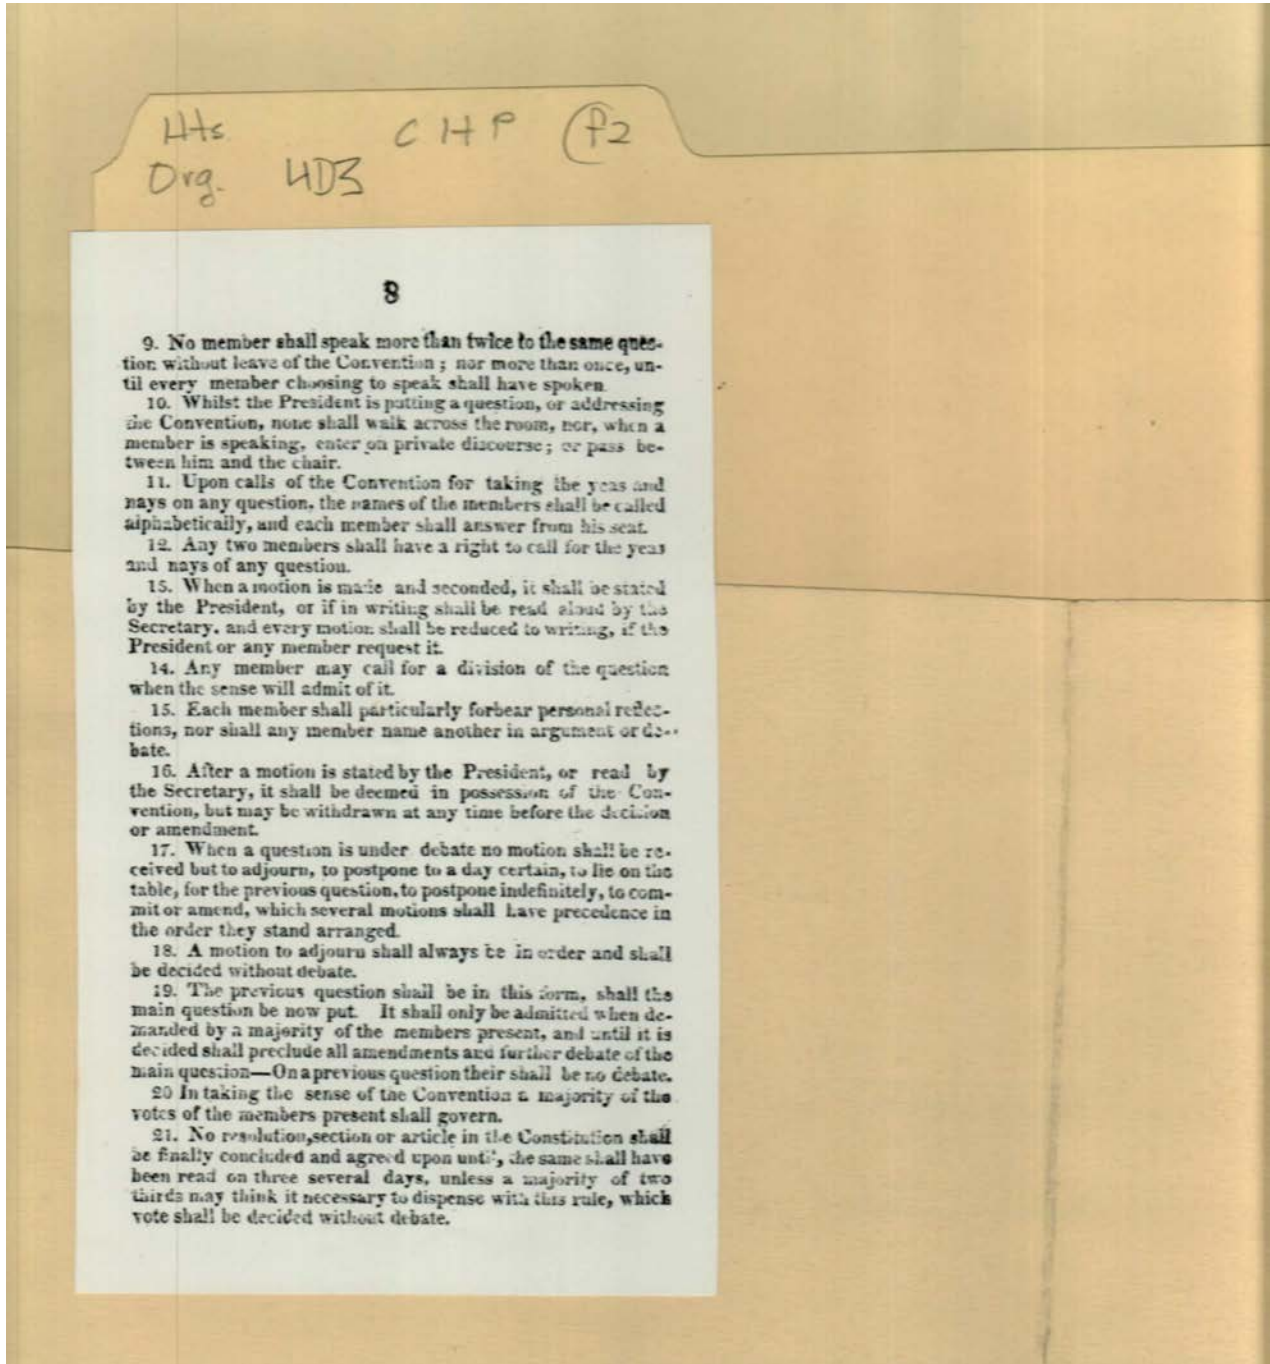 Hts. CHP (P2
Org. HD3
8
9. No member shall speak more than twice to the same ques-
tion without leave of the Convention; nor more than once, un-
til every member choosing to speak shall have spoken.
10. Whilst the President is putting a question, or addressing
the Convention, none shall walk across the room, nor, when a
member is speaking, enter on private discourse; or pass be-
tween him and the chair.
11. Upon calls of the Convention for taking the yeas and
nays on any question, the names of the members shall be called
alphabetically, and each member shall answer from his seat.
12. Any two members shall have a right to call for the yeas
and nays of any question.
15. When a motion is made and seconded, it shall be stated
by the President, or if in writing shall be read aloud by the
Secretary, and every motion shall be reduced to writing, if the
President or any member request it.
14. Any member may call for a division of the question
when the sense will admit of it.
15. Each member shall particularly forbear personal reflec-
tions, nor shall any member name another in argument or de-
bate.
16. After a motion is stated by the President, or read by
the Secretary, it shall be deemed in possession of the Con-
vention, but may be withdrawn at any time before the decision
or amendment.
17. When a question is under debate no motion shall be re-
ceived but to adjourn, to postpone to a day certain, to lie on the
table, for the previous question, to postpone indefinitely, to com-
mit or amend, which several motions shall have precedence in
the order they stand arranged.
18. A motion to adjourn shall always be in order and shall
be decided without debate.
19. The previous question shall be in this form, shall the
main question be now put. It shall only be admitted when de-
manded by a majority of the members present, and until it is
decided shall preclude all amendments and further debate of the
main question—On a previous question their shall be no debate.
20 In taking the sense of the Convention a majority of the
votes of the members present shall govern.
21. No resolution, section or article in the Constitution shall
be finally concluded and agreed upon until, the same shall have
been read on three several days, unless a majority of two
thirds may think it necessary to dispense with this rule, which
vote shall be decided without debate.